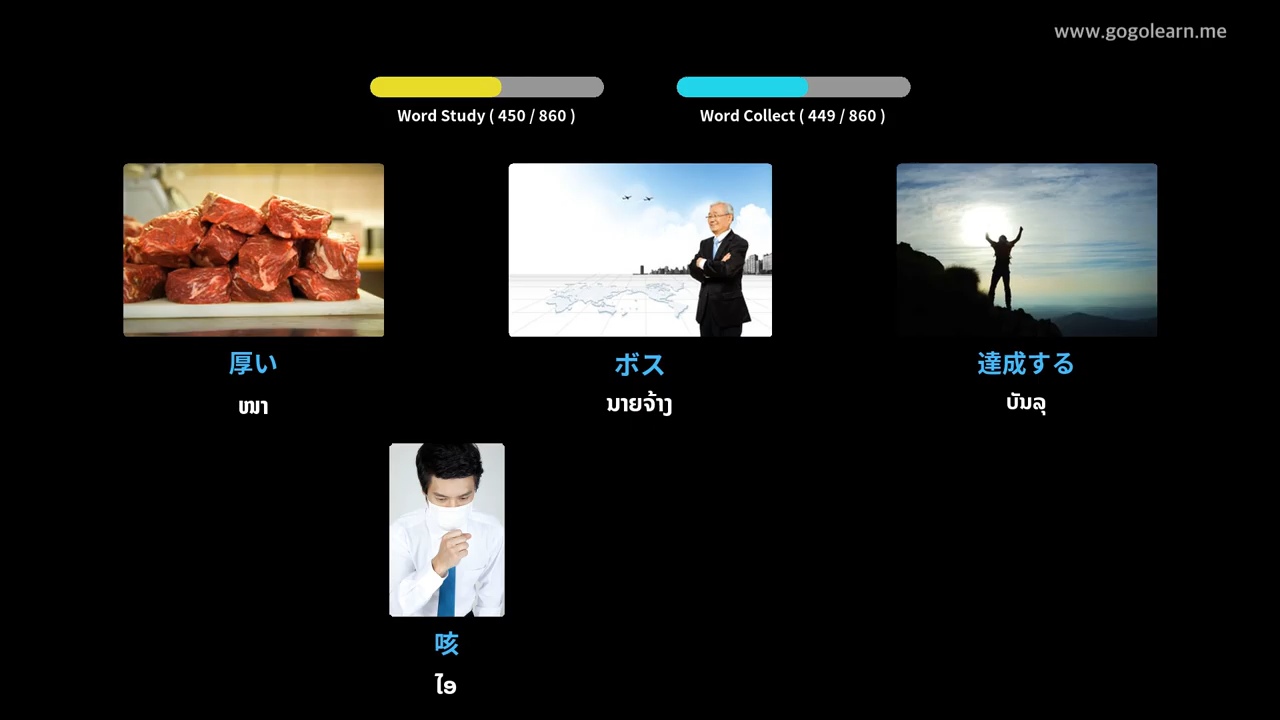 www.gogolearn.me
Word Study ( 450 / 860 )
Word Collect ( 449 / 860 )
厚い
ໜາ
ボス
ນາຍຈ້າງ
達成する
ບັນລຸ
咳
ໄອ